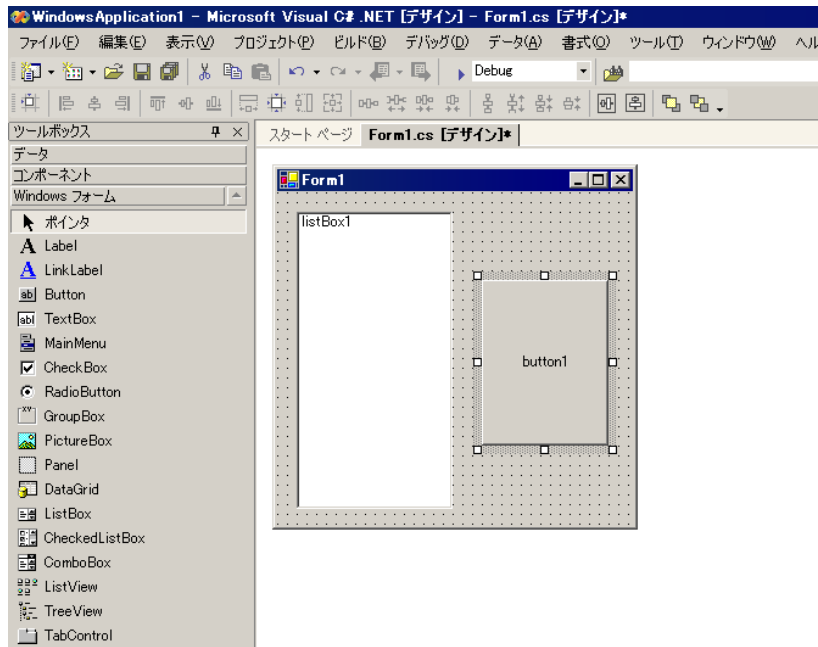 WindowsApplication1 - Microsoft Visual C# .NET [デザイン] - Form1.cs [デザイン]*
ファイル(F) 編集(E) 表示(V) プロジェクト(P) ビルド(B) デバッグ(D) データ(A) 書式(O) ツール(T) ウィンドウ(W) ヘル
Debug
ツールボックス
スタート ページ Form1.cs [デザイン]*
データ
コンポーネント
Windows フォーム
ポインタ
A Label
A LinkLabel
ab Button
abl TextBox
MainMenu
CheckBox
RadioButton
XY GroupBox
PictureBox
Panel
DataGrid
ListBox
CheckedListBox
ComboBox
ListView
TreeView
TabControl
Form1
listBox1
button1